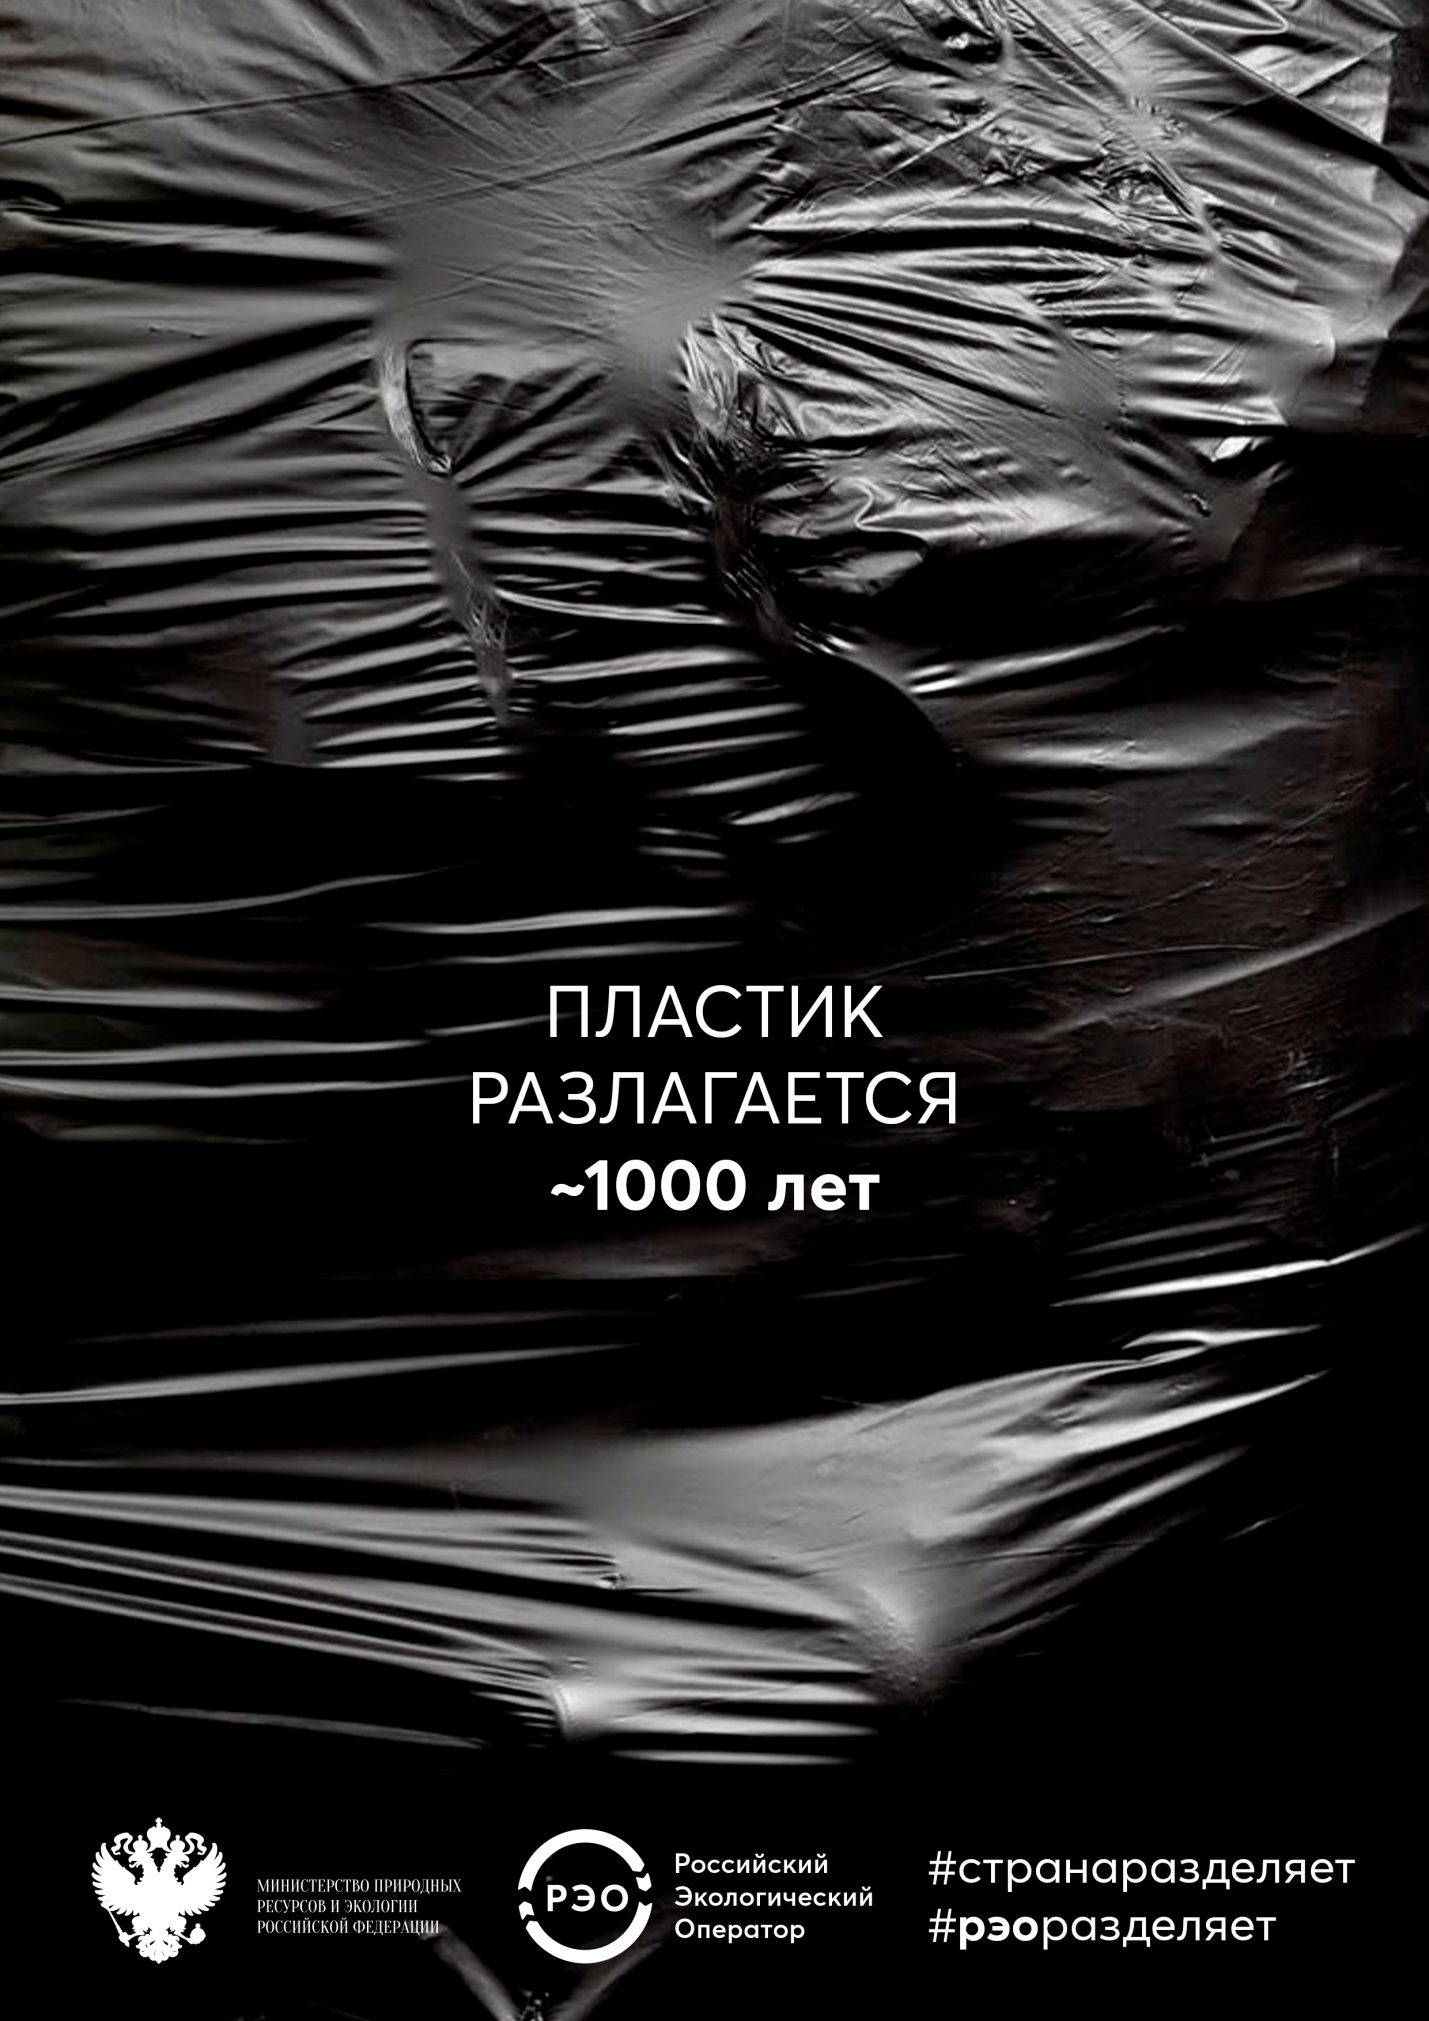 ПЛАСТИК
РАЗЛАГАЕТСЯ
~1000 лет
МИНИСТЕРСТВО ПРИРОДНЫХ
РЕСУРСОВ И ЭКОЛОГИИ
РОССИЙСКОЙ ФЕДЕРАЦИИ
РЭО
Российский
Экологический
Оператор
#странаразделяет
#рэоразделяет